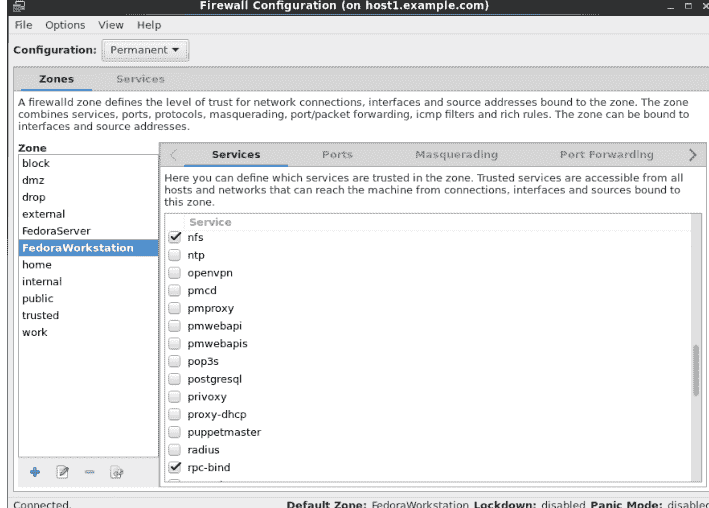 Firewall Configuration (on host1.example.com)
File Options View Help
Configuration: Permanent
Zones Services
A firewalld zone defines the level of trust for network connections, interfaces and source addresses bound to the zone. The zone
combines services, ports, protocols, masquerading, port/packet forwarding, icmp filters and rich rules. The zone can be bound to
interfaces and source addresses.
Zone
block
dmz
drop
external
FedoraServer
FedoraWorkstation
home
internal
public
trusted
work
Services Ports Masquerading Port Forwarding
Here you can define which services are trusted in the zone. Trusted services are accessible from all
hosts and networks that can reach the machine from connections, interfaces and sources bound to
this zone.
Service
nfs
ntp
openvpn
pmcd
pmproxy
pmwebapi
pmwebapis
pop3s
postgresql
privoxy
proxy-dhcp
puppetmaster
radius
rpc-bind
Connected.
Default Zone: FedoraWorkstation Lockdown: disabled Panic Mode: disabled